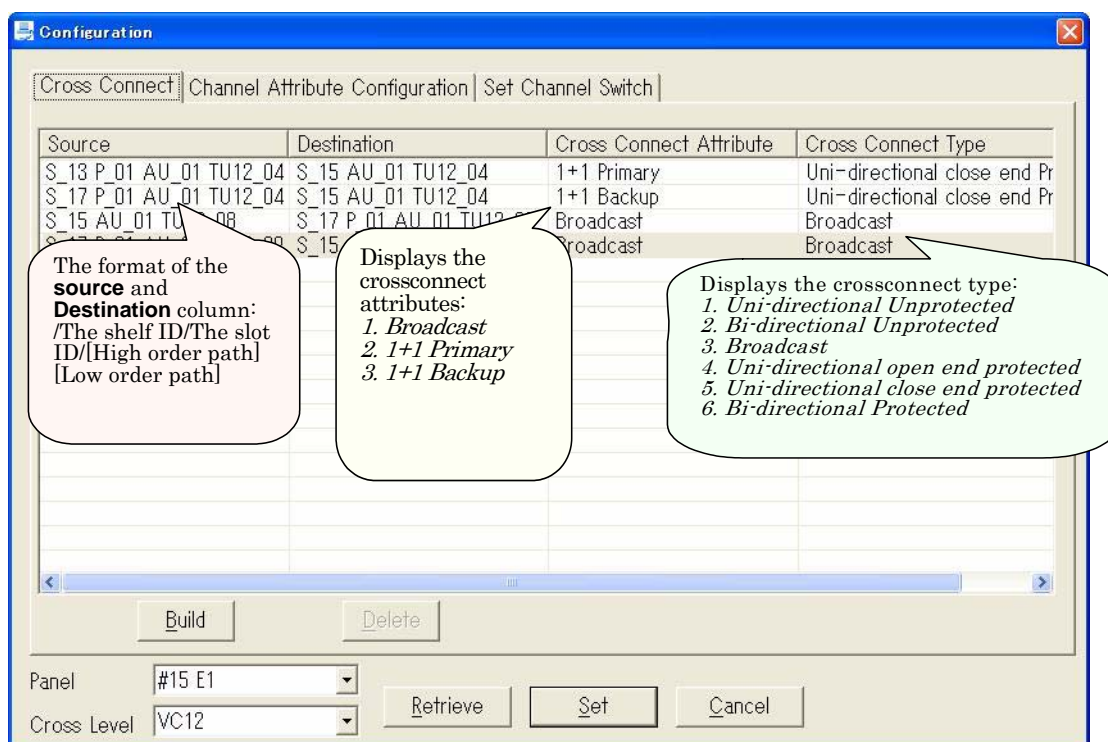 Configuration
Cross Connect Channel Attribute Configuration Set Channel Switch
Source Destination Cross Connect Attribute Cross Connect Type
S_13 P_01 AU_01 TU12_04 S_15 AU_01 TU12_04 1+1 Primary Uni-directional close end Pr
S_17 P_01 AU_01 TU12_04 S_15 AU_01 TU12_04 1+1 Backup Uni-directional close end Pr
S_15 AU_01 S_17 P_01 AU_01 Broadcast Broadcast
S_15 Broadcast Broadcast
The format of the
source and
Destination column:
/The shelf ID/The slot
ID/[High order path]
[Low order path]
Displays the
crossconnect
attributes:
1. Broadcast
2. 1+1 Primary
3. 1+1 Backup
Displays the crossconnect type:
1. Uni-directional Unprotected
2. Bi-directional Unprotected
3. Broadcast
4. Uni-directional open end protected
5. Uni-directional close end protected
6. Bi-directional Protected
Build Delete
Panel #15 E1
Cross Level VC12
Retrieve Set Cancel